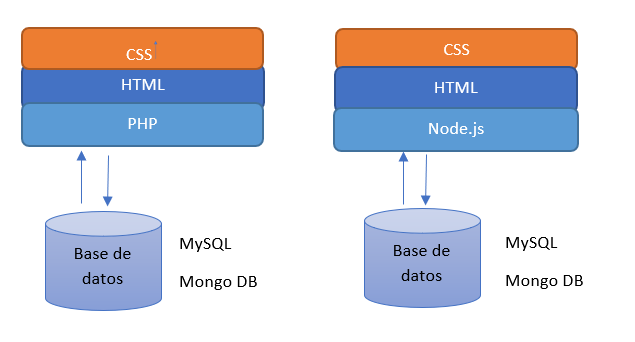 CSS
HTML
PHP
Base de
datos
MySQL
Mongo DB
CSS
HTML
Node.js
Base de
datos
MySQL
Mongo DB